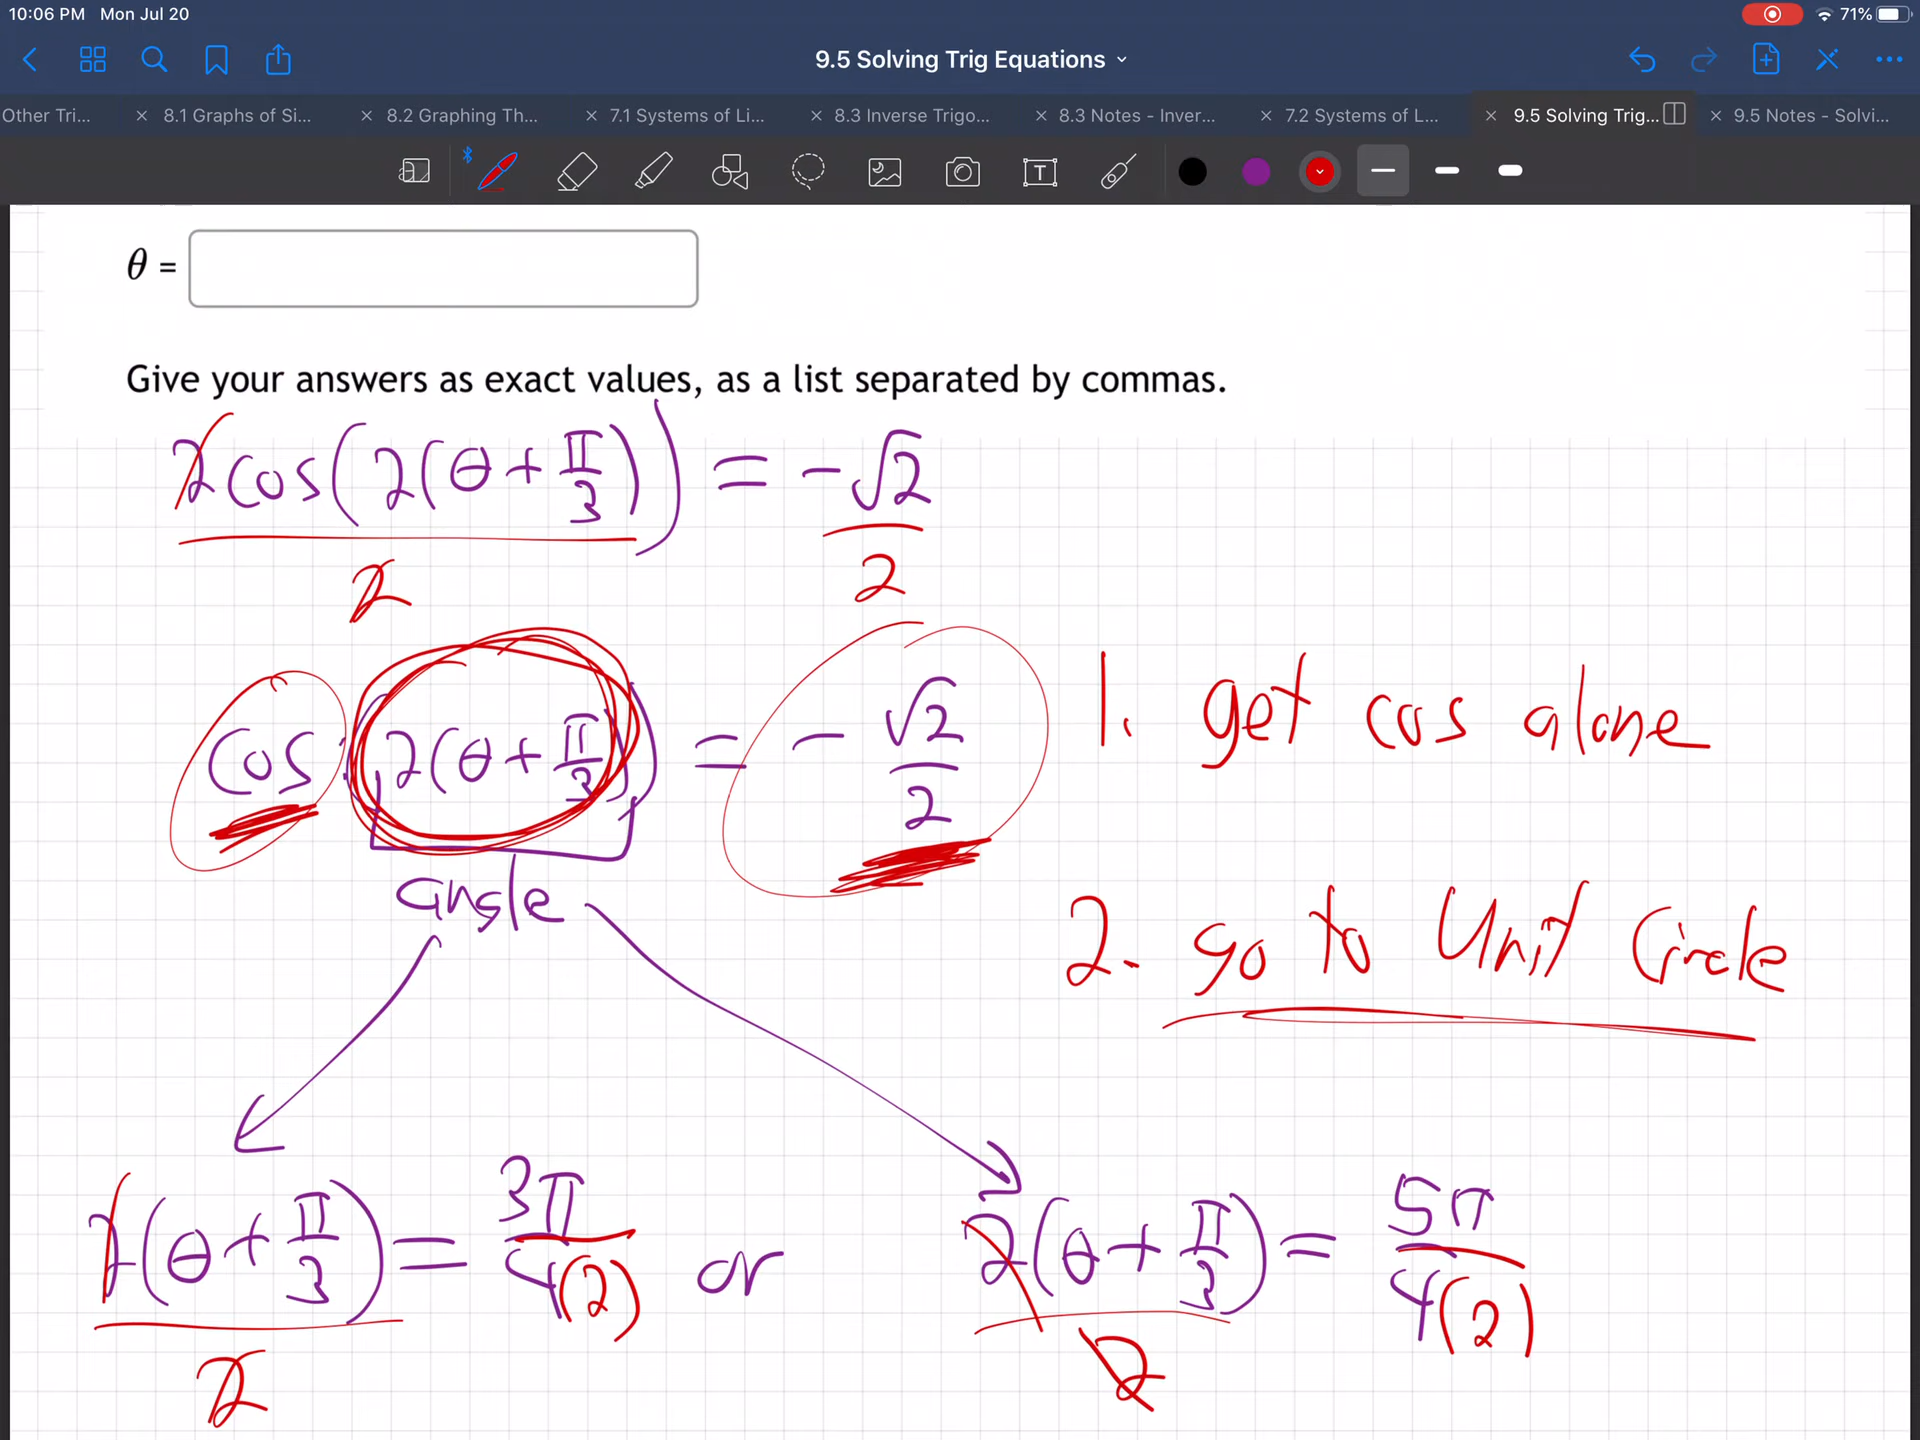 10:06 PM Mon Jul 20 71%
9.5 Solving Trig Equations
Other Tri... × 8.1 Graphs of Si... × 8.2 Graphing Th... × 7.1 Systems of Li... × 8.3 Inverse Trigo... × 8.3 Notes - Inver... × 7.2 Systems of L... × 9.5 Solving Trig... × 9.5 Notes - Solvi...
T
θ =
Give your answers as exact values, as a list separated by commas.
2cos(2(θ + π/3)) = -√2
2 2
cos(2(θ + π/3)) = - √2/2
1. get cos alone
angle
2. go to Unit Circle
2(θ + π/3) = 3π/4(2) or 2(θ + π/3) = 5π/4(2)
2 2